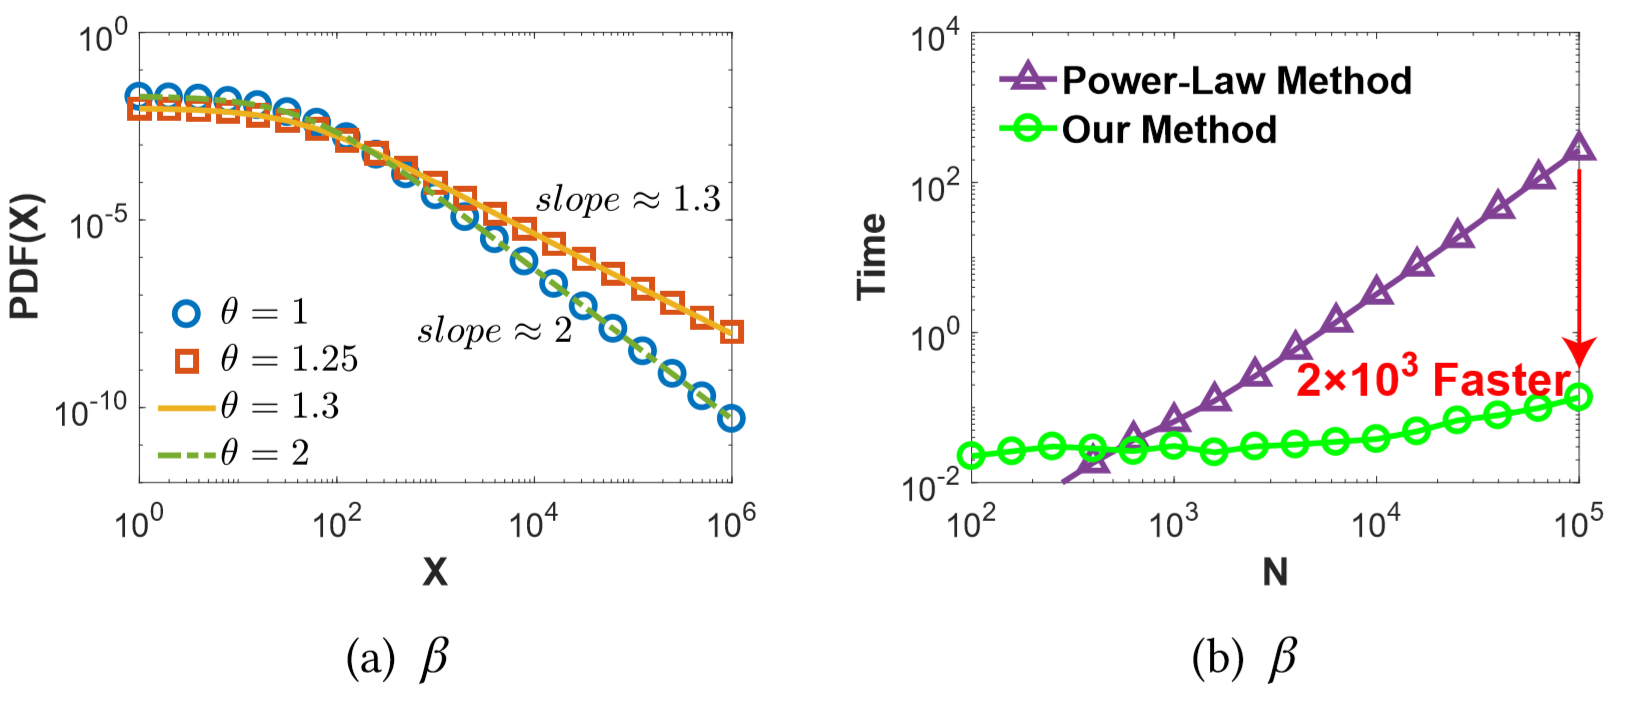 10^0
10^-5
10^-10
PDF(X)
slope ≈ 1.3
slope ≈ 2
θ = 1
θ = 1.25
θ = 1.3
θ = 2
10^0 10^2 10^4 10^6
X
(a) β
10^4
10^2
10^0
10^-2
Time
Power-Law Method
Our Method
2×10^3 Faster
10^2 10^3 10^4 10^5
N
(b) β